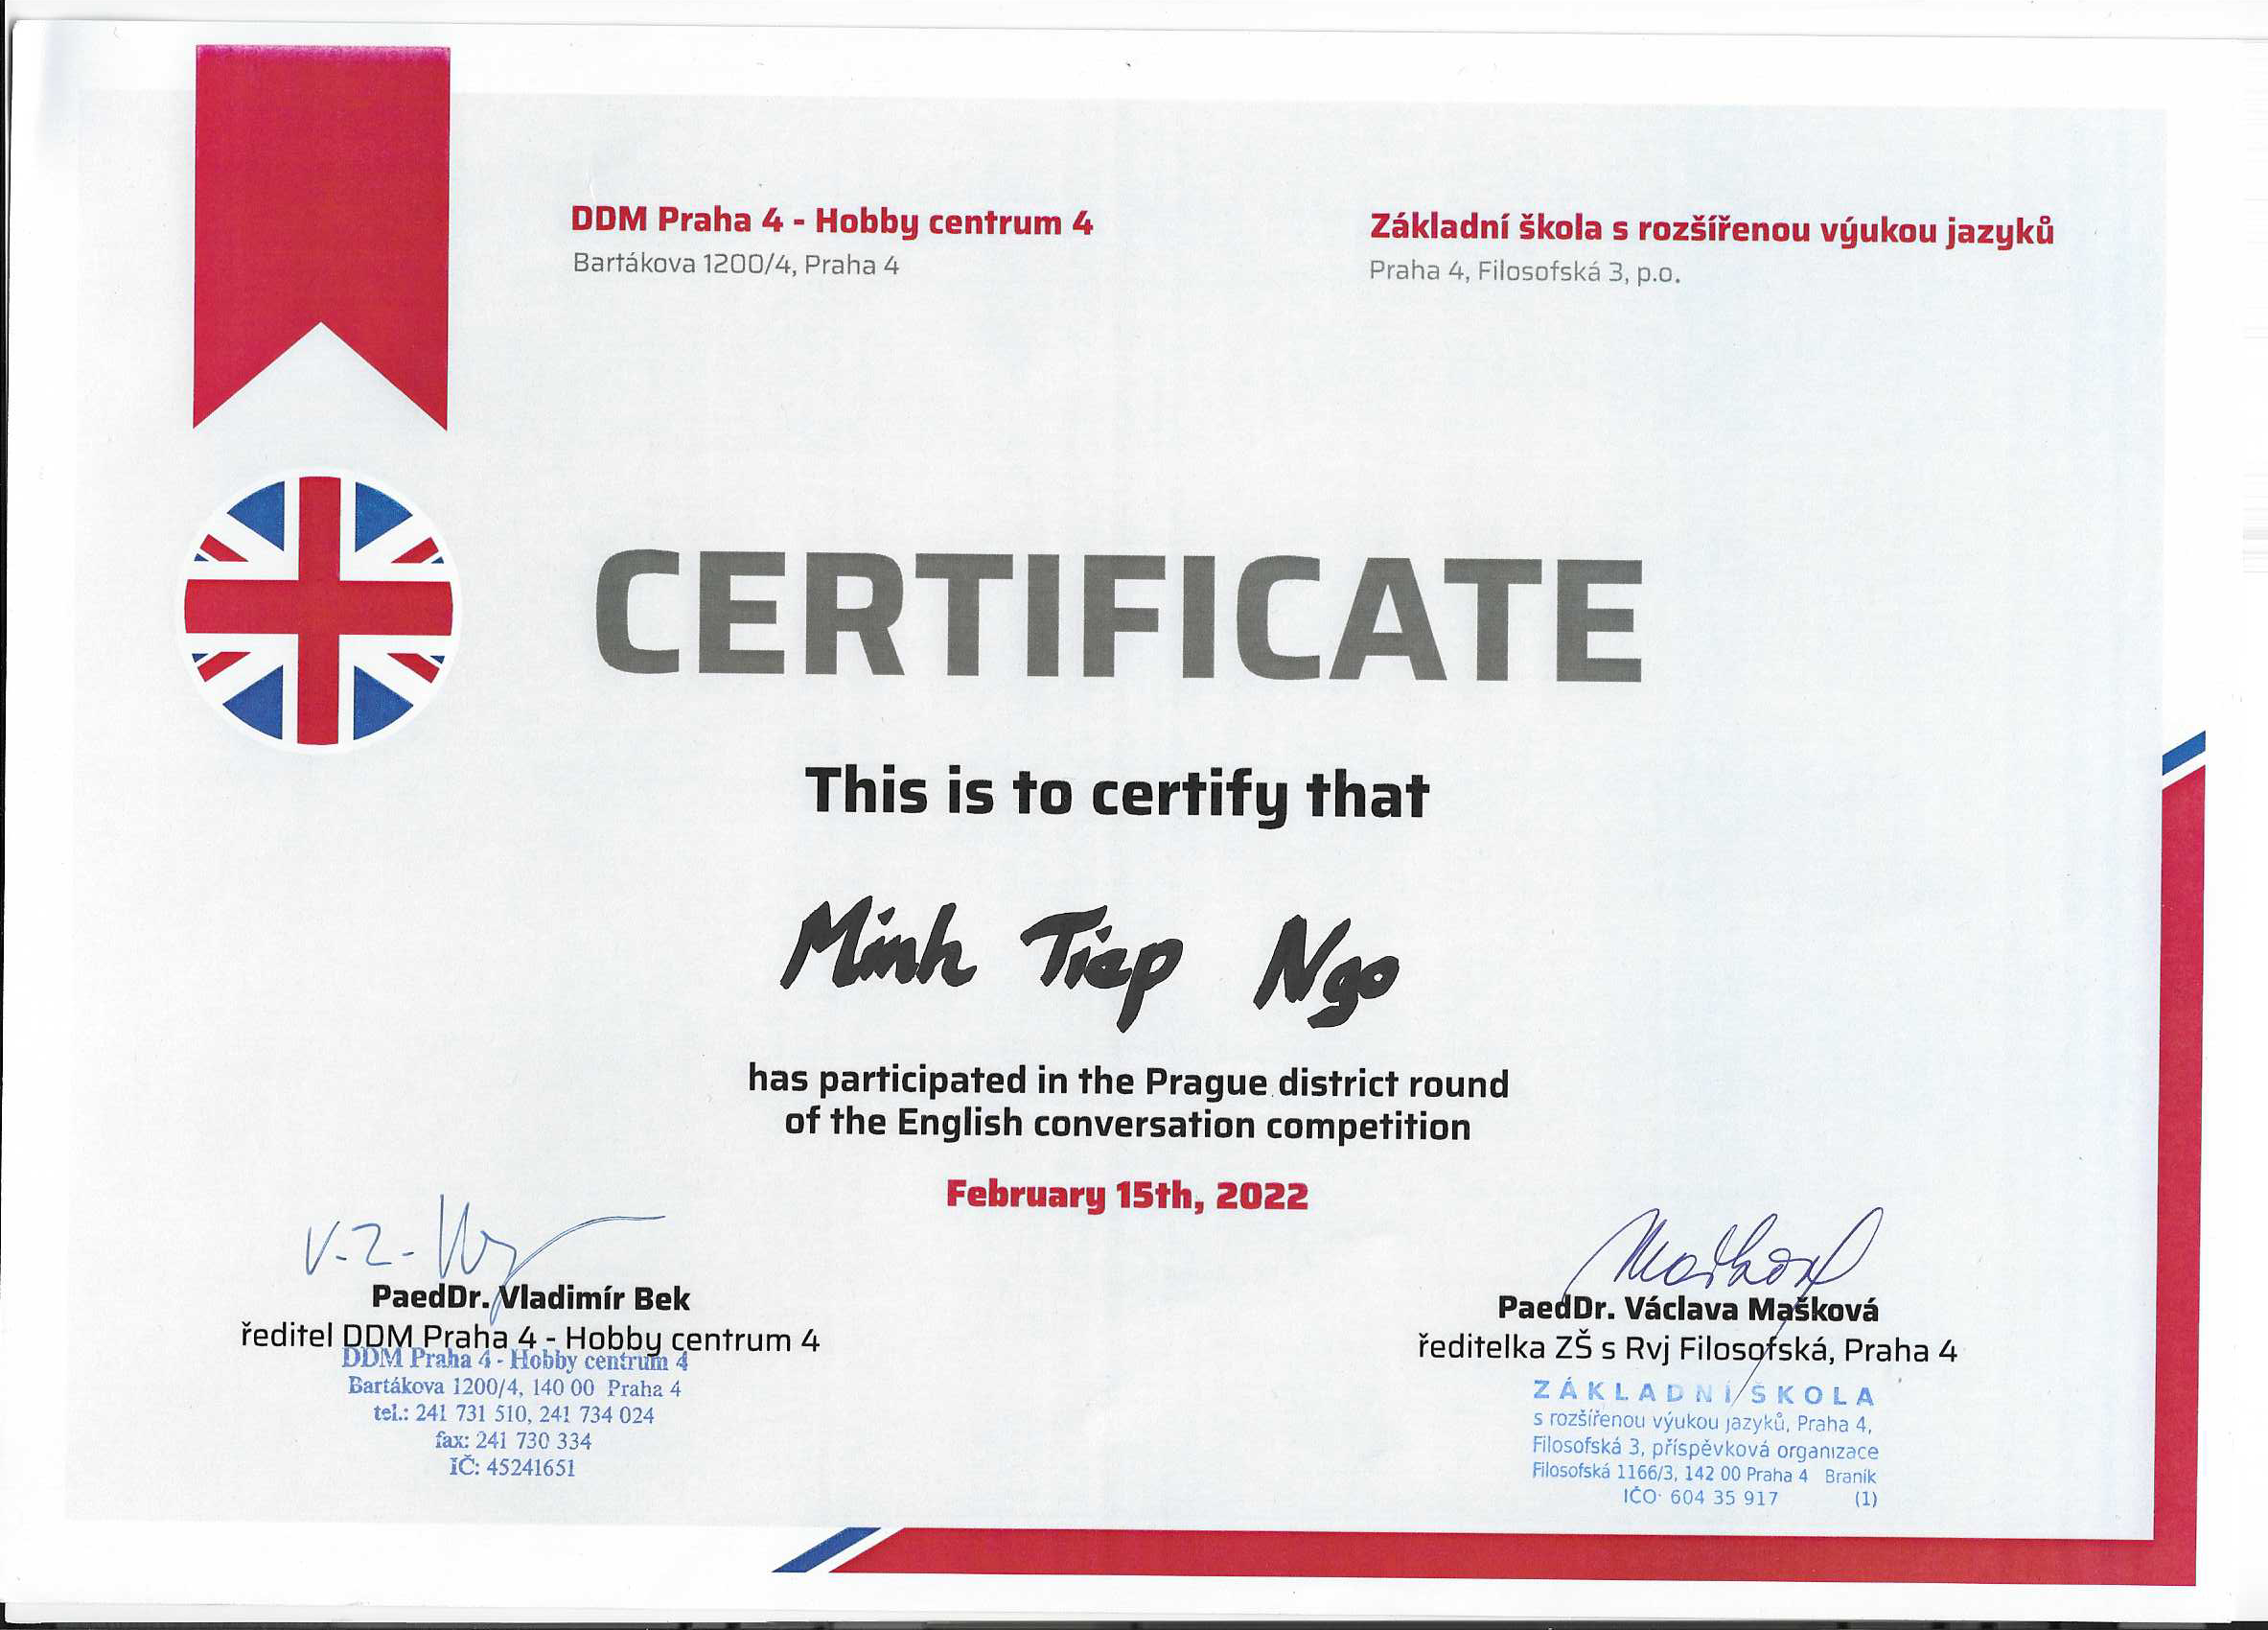 DDM Praha 4 - Hobby centrum 4
Bartákova 1200/4, Praha 4
Základní škola s rozšířenou výukou jazyků
Praha 4, Filosofská 3, p.o.
CERTIFICATE
This is to certify that
Minh Tiep Ngo
has participated in the Prague district round
of the English conversation competition
February 15th, 2022
v.z.
PaedDr. Vladimír Bek
ředitel DDM Praha 4 - Hobby centrum 4
DDM Praha 4 - Hobby centrum 4
Bartákova 1200/4, 140 00 Praha 4
tel.: 241 731 510, 241 734 024
fax: 241 730 334
IČ: 45241651
Mašková
PaedDr. Václava Mašková
ředitelka ZŠ s Rvj Filosofská, Praha 4
ZÁKLADNÍ ŠKOLA
s rozšířenou výukou jazyků, Praha 4,
Filosofská 3, příspěvková organizace
Filosofská 1166/3, 142 00 Praha 4 Braník
IČO 604 35 917 (1)